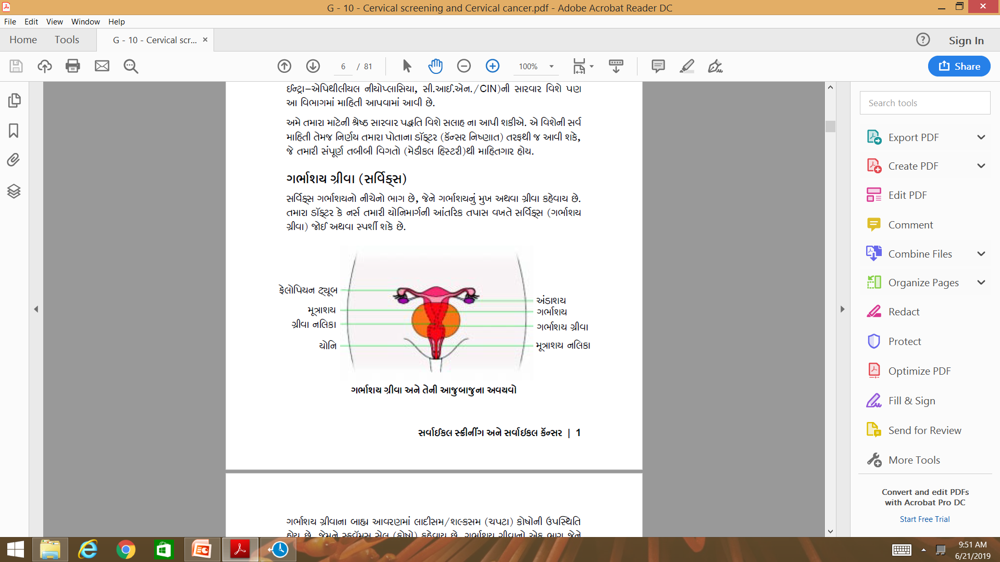 G - 10 - Cervical screening and Cervical cancer.pdf - Adobe Acrobat Reader DC
File Edit View Window Help
Home Tools G - 10 - Cervical scr... × Sign In
6 / 81 100% Share
ઈન્ટ્રા–એપિથીલીયલ નીયોપ્લાસિયા, સી.આઈ.એન./CIN)ની સારવાર વિશે પણ
આ વિભાગમાં માહિતી આપવામાં આવી છે.
અમે તમારા માટેની શ્રેષ્ઠ સારવાર પદ્ધતિ વિશે સલાહ ના આપી શકીએ. એ વિશેની સર્વ
માહિતી તેમજ નિર્ણય તમારા પોતાના ડૉક્ટર (કૅન્સર નિષ્ણાત) તરફથી જ આવી શકે,
જે તમારી સંપૂર્ણ તબીબી વિગતો (મેડીકલ હિસ્ટરી)થી માહિતગાર હોય.
ગર્ભાશય ગ્રીવા (સર્વિક્સ)
સર્વિક્સ ગર્ભાશયનો નીચેનો ભાગ છે, જેને ગર્ભાશયનું મુખ અથવા ગ્રીવા કહેવાય છે.
તમારા ડૉક્ટર કે નર્સ તમારી યોનિમાર્ગની આંતરિક તપાસ વખતે સર્વિક્સ (ગર્ભાશય
ગ્રીવા) જોઈ અથવા સ્પર્શી શકે છે.
ફેલોપિયન ટ્યૂબ
અંડાશય
મૂત્રાશય
ગર્ભાશય
ગ્રીવા નલિકા
ગર્ભાશય ગ્રીવા
યોનિ
મૂત્રાશય નલિકા
ગર્ભાશય ગ્રીવા અને તેની આજુબાજુના અવયવો
સર્વાઈકલ સ્ક્રીનીંગ અને સર્વાઈકલ કૅન્સર | 1
ગર્ભાશય ગ્રીવાના બાહ્ય આવરણમાં લાદીસમ/શલ્કસમ (ચપટા) કોષોની ઉપસ્થિતિ
હોય છે, જેમને સ્ક્વૅમસ સેલ (કોષો) કહેવાય છે. ગર્ભાશય ગ્રીવાનો એક ભાગ જેને
Search tools
Export PDF
Create PDF
Edit PDF
Comment
Combine Files
Organize Pages
Redact
Protect
Optimize PDF
Fill & Sign
Send for Review
More Tools
Convert and edit PDFs
with Acrobat Pro DC
Start Free Trial
9:51 AM
6/21/2019